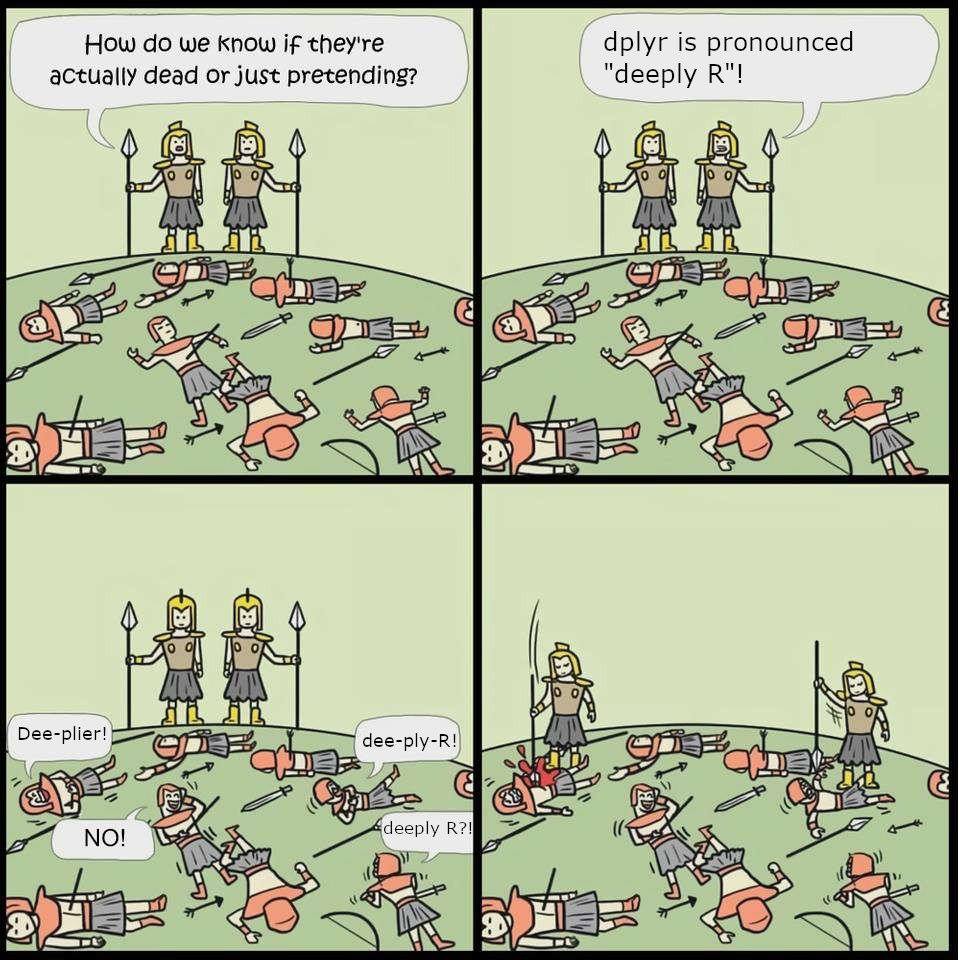 How do we know if they're
actually dead or just pretending?
dplyr is pronounced
"deeply R"!
Dee-plier!
dee-ply-R!
NO!
deeply R?!